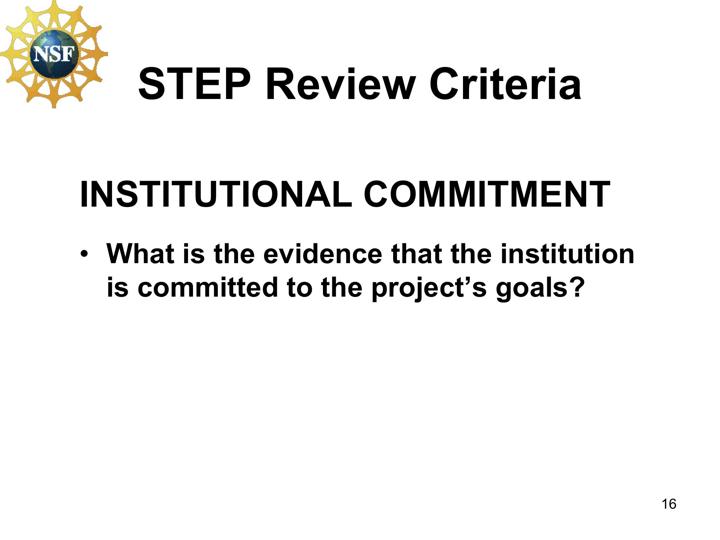 NSF
STEP Review Criteria
INSTITUTIONAL COMMITMENT
• What is the evidence that the institution
is committed to the project’s goals?
16